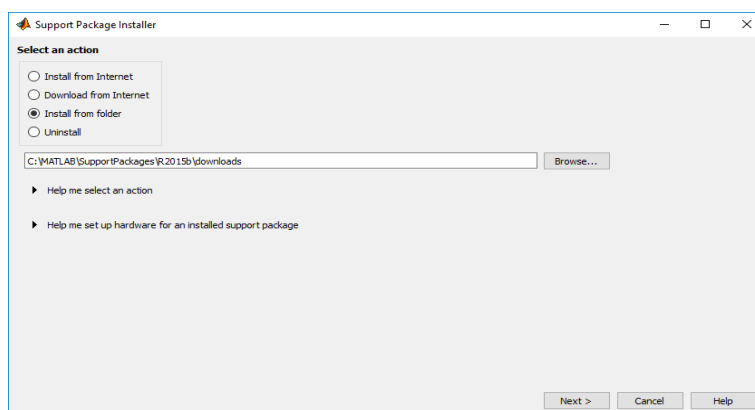 Support Package Installer
Select an action
Install from Internet
Download from Internet
Install from folder
Uninstall
C:\MATLAB\SupportPackages\R2015b\downloads Browse...
Help me select an action
Help me set up hardware for an installed support package
Next > Cancel Help